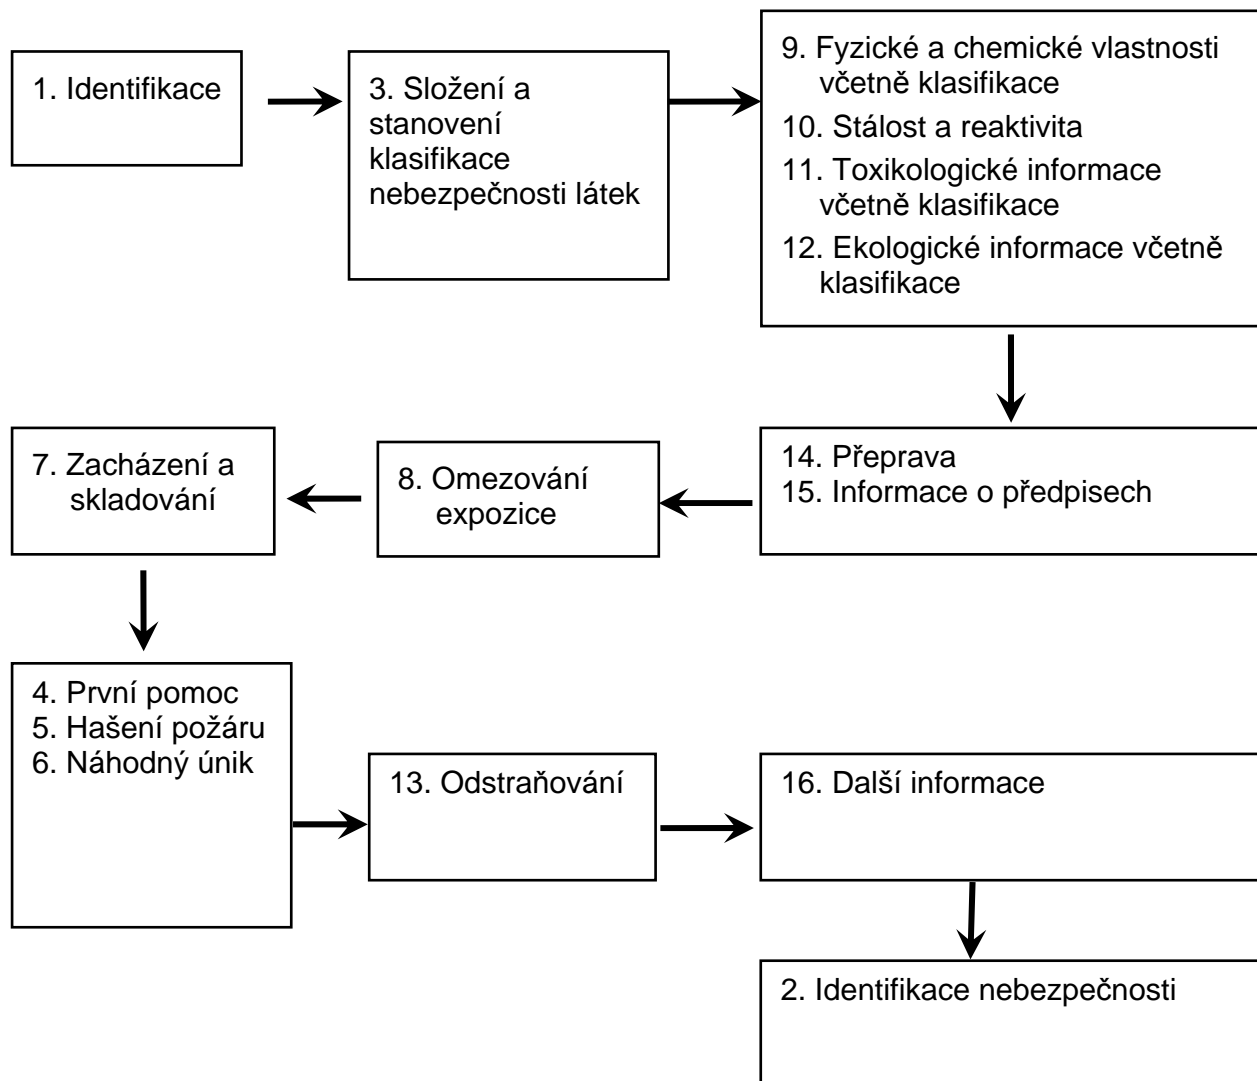 1. Identifikace
3. Složení a
stanovení
klasifikace
nebezpečnosti látek
9. Fyzické a chemické vlastnosti
včetně klasifikace
10. Stálost a reaktivita
11. Toxikologické informace
včetně klasifikace
12. Ekologické informace včetně
klasifikace
14. Přeprava
15. Informace o předpisech
8. Omezování
expozice
7. Zacházení a
skladování
4. První pomoc
5. Hašení požáru
6. Náhodný únik
13. Odstraňování
16. Další informace
2. Identifikace nebezpečnosti